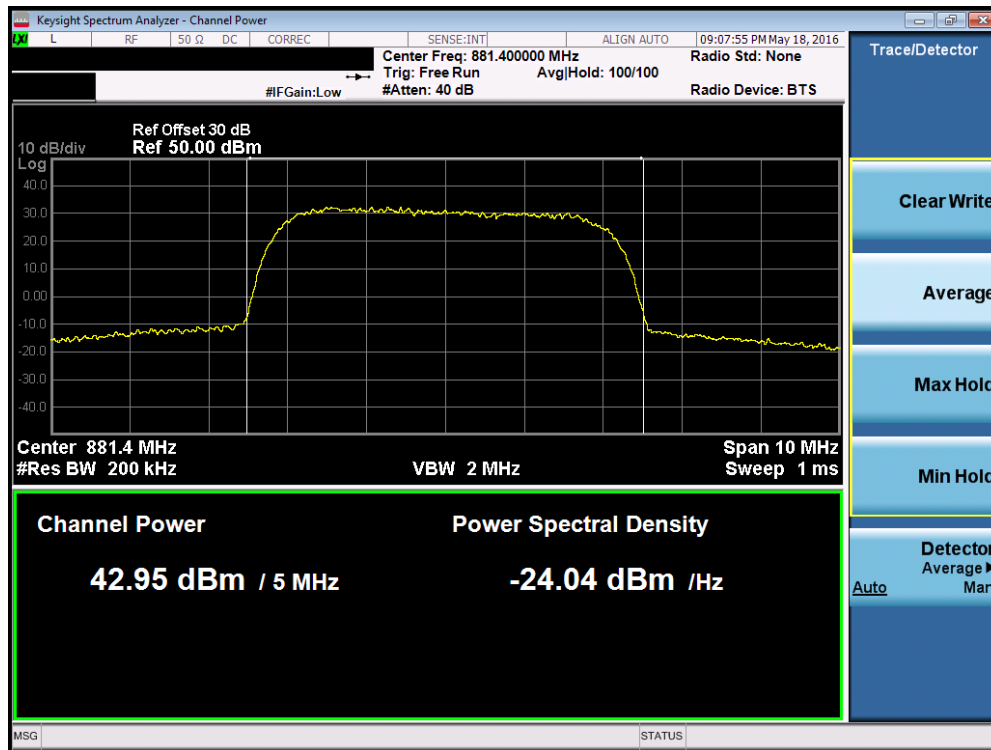 Keysight Spectrum Analyzer - Channel Power
LXI L RF 50 Ω DC CORREC SENSE:INT ALIGN AUTO 09:07:55 PM May 18, 2016
Center Freq: 881.400000 MHz Radio Std: None
Trig: Free Run Avg|Hold: 100/100
#IFGain:Low #Atten: 40 dB Radio Device: BTS
Ref Offset 30 dB
10 dB/div Ref 50.00 dBm
Log
40.0
30.0
20.0
10.0
0.00
-10.0
-20.0
-30.0
-40.0
Center 881.4 MHz Span 10 MHz
#Res BW 200 kHz VBW 2 MHz Sweep 1 ms
Channel Power Power Spectral Density
42.95 dBm / 5 MHz -24.04 dBm /Hz
MSG STATUS
Trace/Detector
Clear Write
Average
Max Hold
Min Hold
Detector
Average
Auto Man